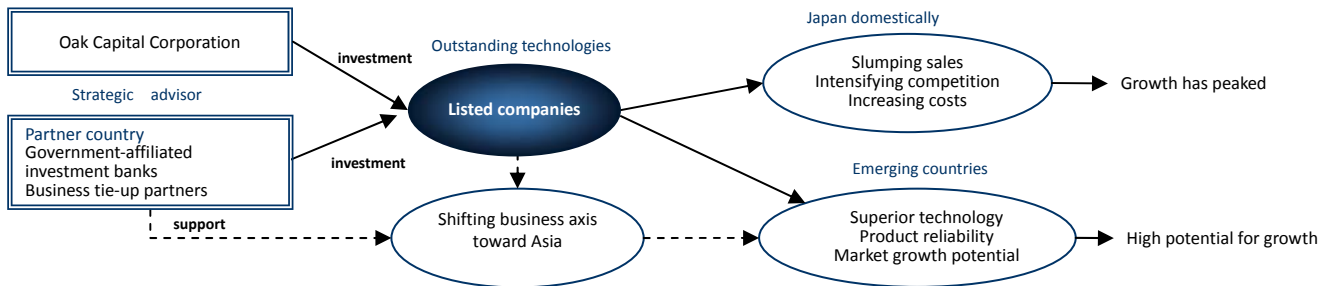 Oak Capital Corporation
Strategic advisor
Partner country
Government-affiliated
investment banks
Business tie-up partners
investment
investment
support
Outstanding technologies
Listed companies
Shifting business axis
toward Asia
Japan domestically
Slumping sales
Intensifying competition
Increasing costs
Growth has peaked
Emerging countries
Superior technology
Product reliability
Market growth potential
High potential for growth